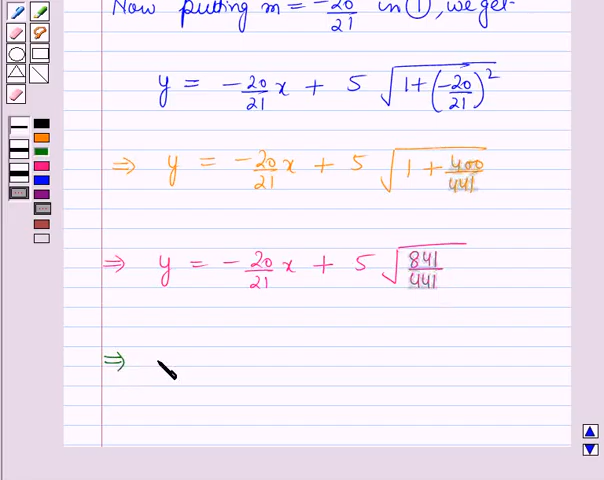 Now putting m = -20/21 in ①, we get-
y = -20/21 x + 5 √(1+(-20/21)²)
⇒ y = -20/21 x + 5 √(1 + 400/441)
⇒ y = -20/21 x + 5 √(841/441)
⇒